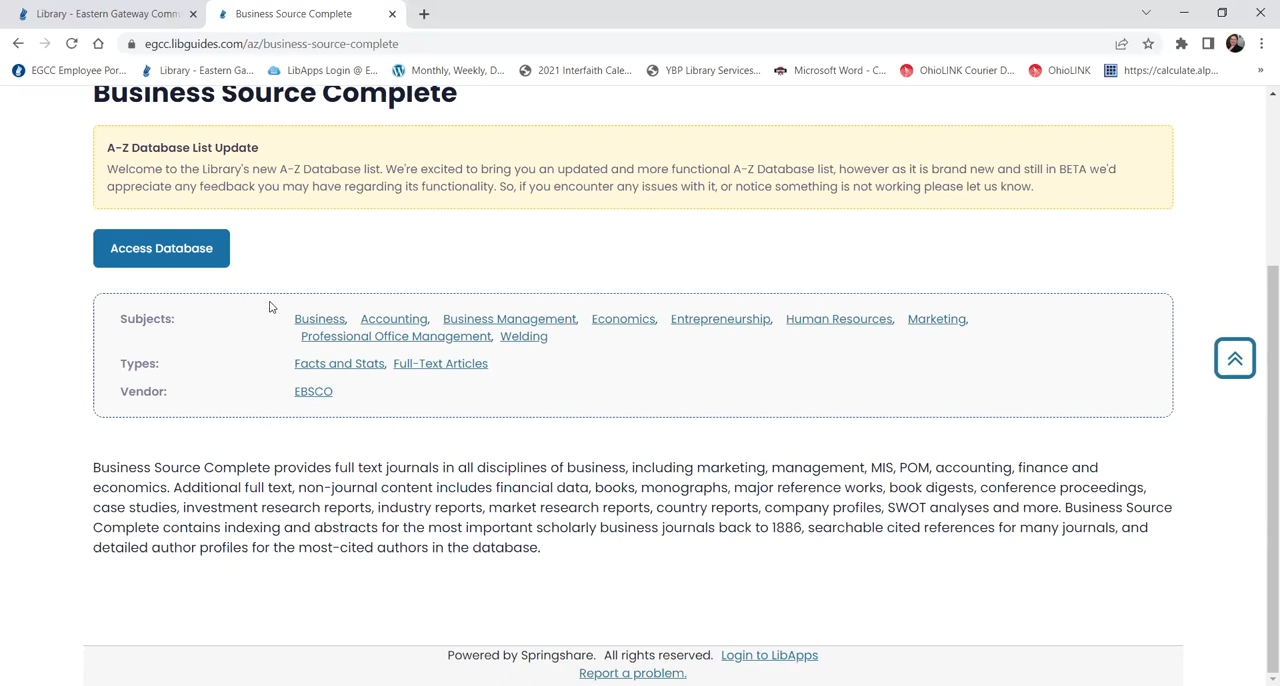 Library - Eastern Gateway Comm
Business Source Complete
egcc.libguides.com/az/business-source-complete
EGCC Employee Por...
Library - Eastern Ga...
LibApps Login @ E...
Monthly, Weekly, D...
2021 Interfaith Cale...
YBP Library Services...
Microsoft Word - C...
OhioLINK Courier D...
OhioLINK
https://calculate.alp...
»
Business Source Complete
A-Z Database List Update
Welcome to the Library's new A-Z Database list. We're excited to bring you an updated and more functional A-Z Database list, however as it is brand new and still in BETA we'd
appreciate any feedback you may have regarding its functionality. So, if you encounter any issues with it, or notice something is not working please let us know.
Access Database
Subjects: Business, Accounting, Business Management, Economics, Entrepreneurship, Human Resources, Marketing,
Professional Office Management, Welding
Types: Facts and Stats, Full-Text Articles
Vendor: EBSCO
Business Source Complete provides full text journals in all disciplines of business, including marketing, management, MIS, POM, accounting, finance and
economics. Additional full text, non-journal content includes financial data, books, monographs, major reference works, book digests, conference proceedings,
case studies, investment research reports, industry reports, market research reports, country reports, company profiles, SWOT analyses and more. Business Source
Complete contains indexing and abstracts for the most important scholarly business journals back to 1886, searchable cited references for many journals, and
detailed author profiles for the most-cited authors in the database.
Powered by Springshare. All rights reserved. Login to LibApps
Report a problem.